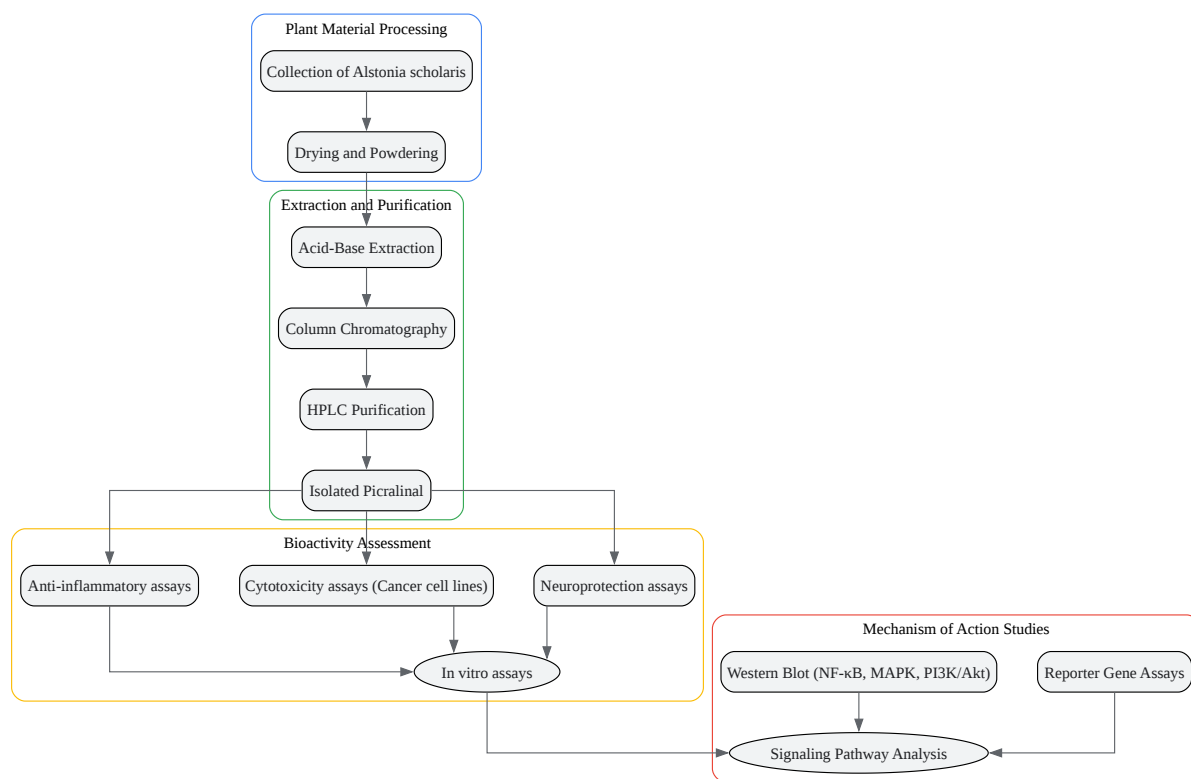 Plant Material Processing
Collection of Alstonia scholaris
Drying and Powdering
Extraction and Purification
Acid-Base Extraction
Column Chromatography
HPLC Purification
Isolated Picralinal
Bioactivity Assessment
Anti-inflammatory assays
Cytotoxicity assays (Cancer cell lines)
Neuroprotection assays
In vitro assays
Mechanism of Action Studies
Western Blot (NF-κB, MAPK, PI3K/Akt)
Reporter Gene Assays
Signaling Pathway Analysis